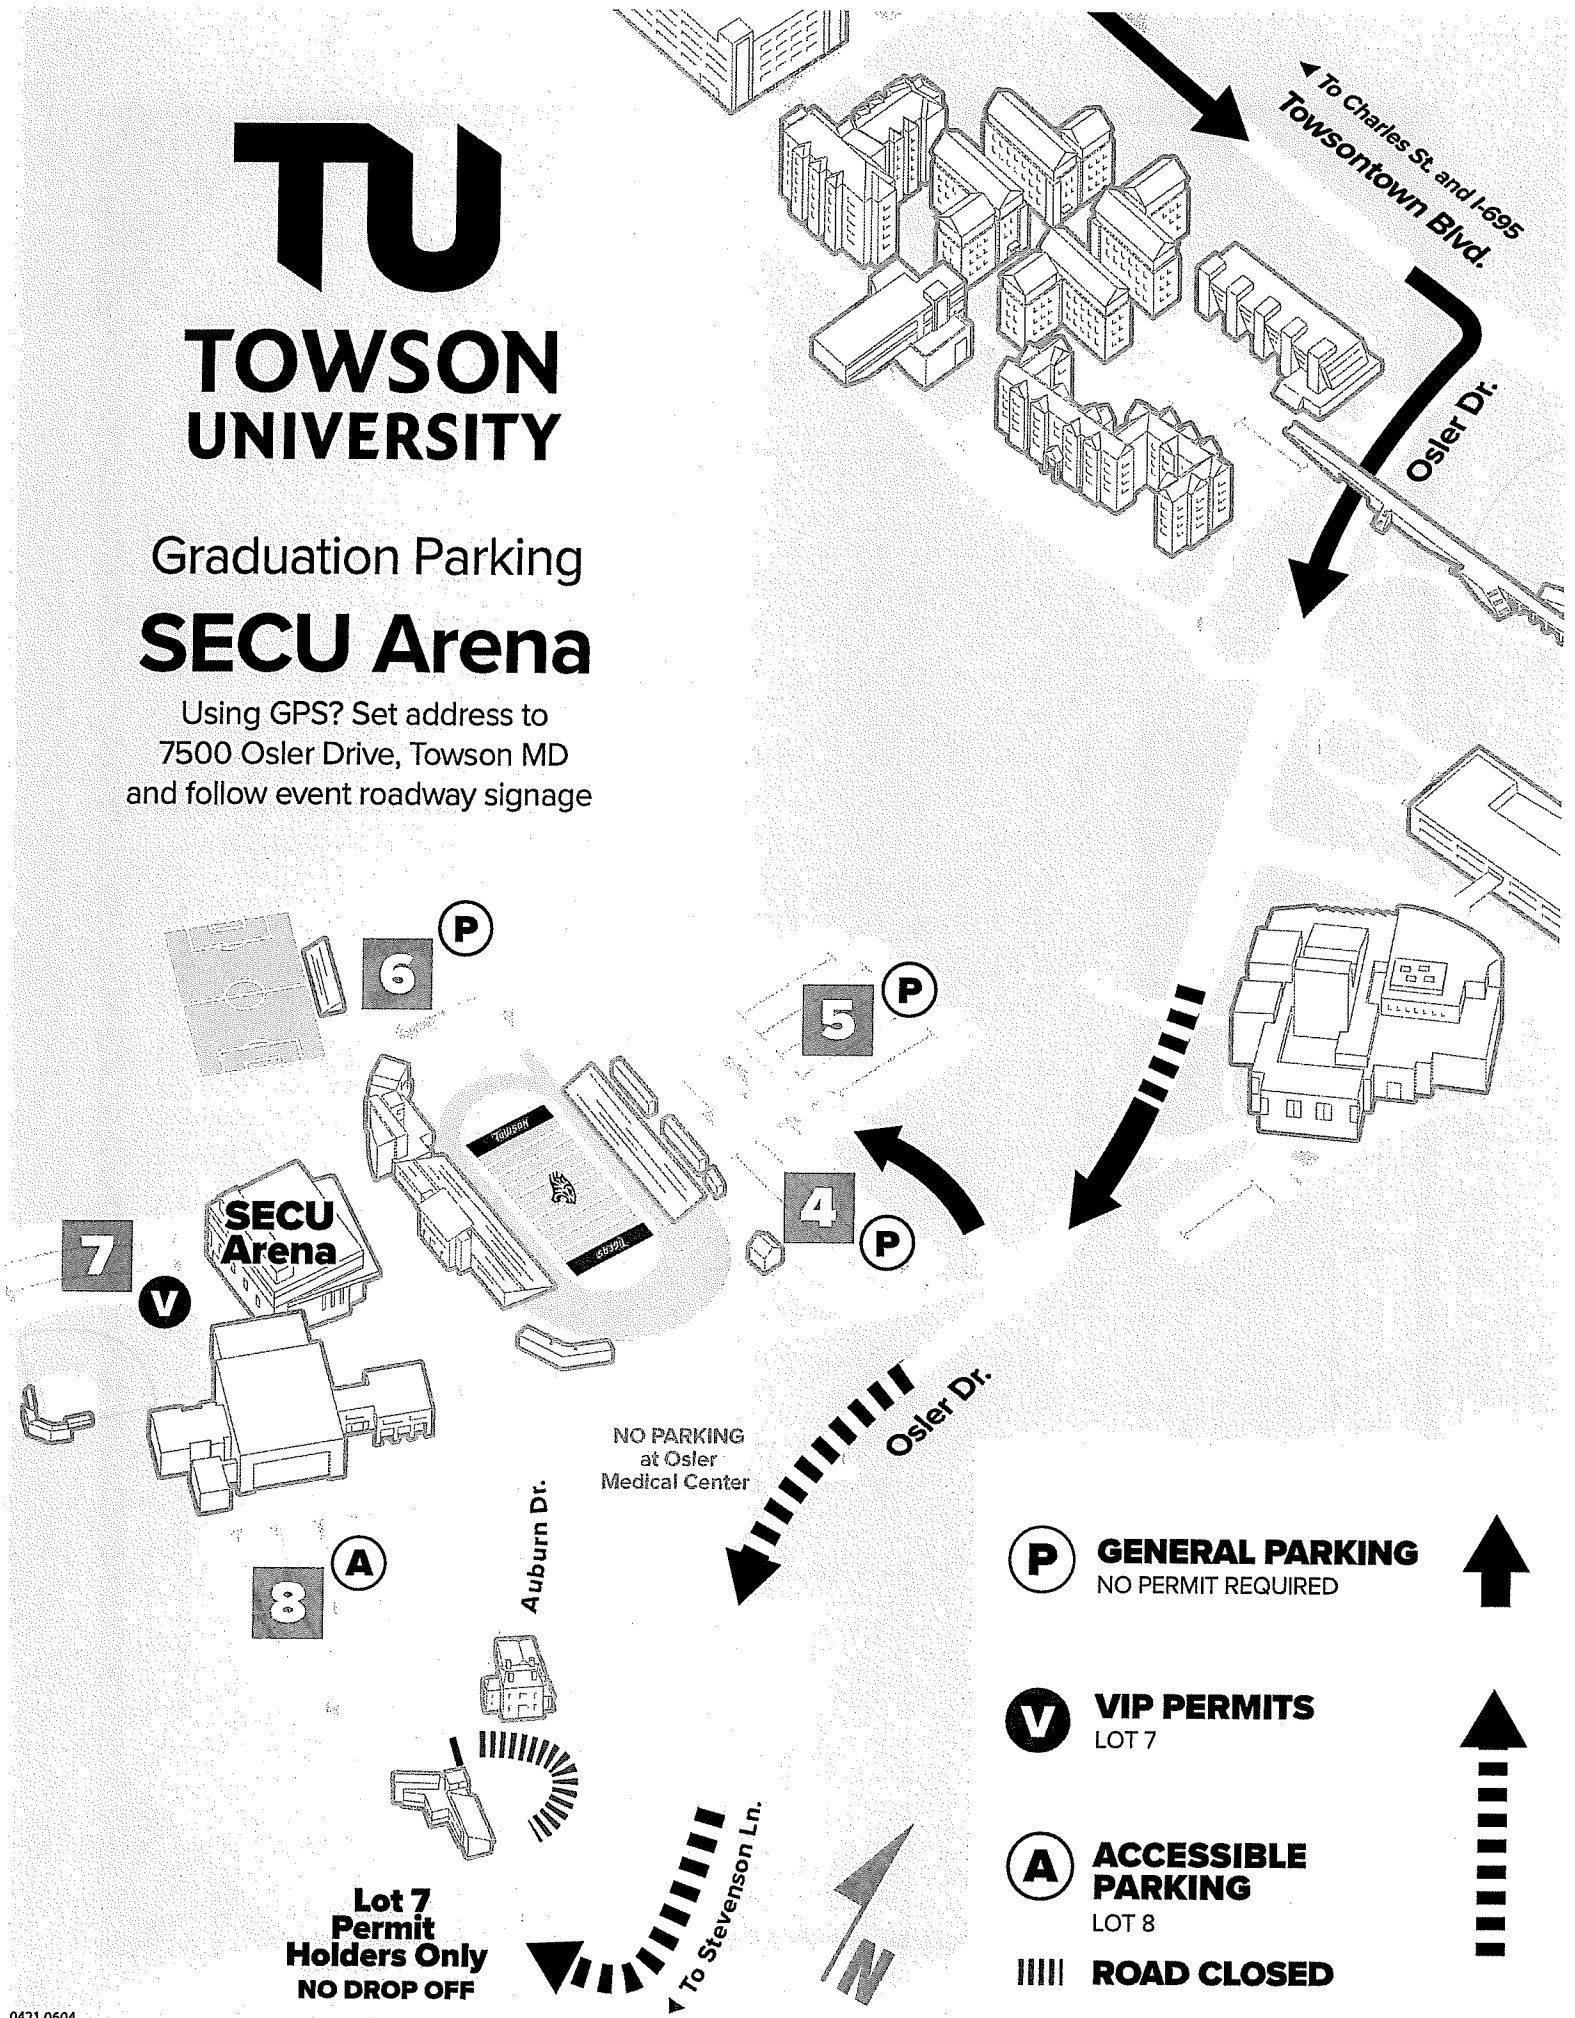 TU
TOWSON
UNIVERSITY
Graduation Parking
SECU Arena
Using GPS? Set address to
7500 Osler Drive, Towson MD
and follow event roadway signage
To Charles St. and I-695
Towsontown Blvd.
Osler Dr.
6
P
5
P
TOWSON
4
P
TIGERS
SECU
Arena
7
V
Osler Dr.
NO PARKING
at Osler
Medical Center
Auburn Dr.
8
A
Lot 7
Permit
Holders Only
NO DROP OFF
To Stevenson Ln.
N
P GENERAL PARKING
NO PERMIT REQUIRED
V VIP PERMITS
LOT 7
A ACCESSIBLE
PARKING
LOT 8
ROAD CLOSED